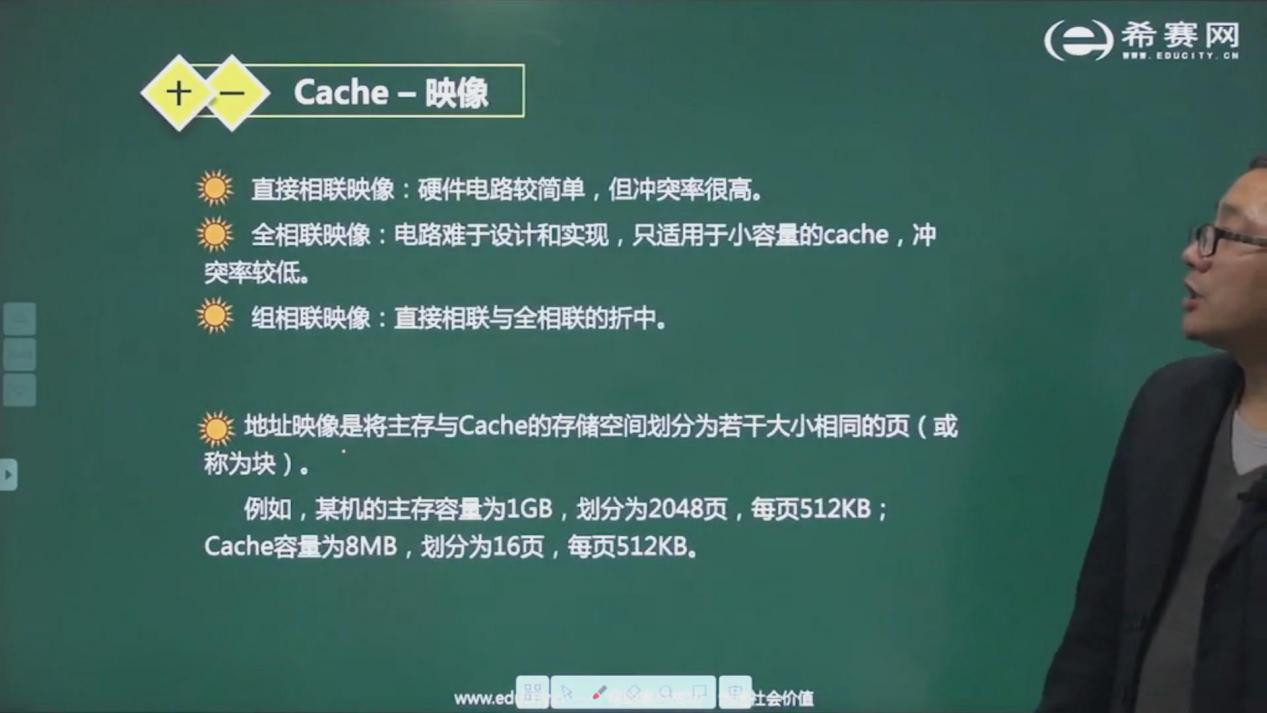 希赛网
WWW.EDUCITY.CN
Cache – 映像
直接相联映像：硬件电路较简单，但冲突率很高。
全相联映像：电路难于设计和实现，只适用于小容量的cache，冲
突率较低。
组相联映像：直接相联与全相联的折中。
地址映像是将主存与Cache的存储空间划分为若干大小相同的页（或
称为块）。
例如，某机的主存容量为1GB，划分为2048页，每页512KB；
Cache容量为8MB，划分为16页，每页512KB。
社会价值